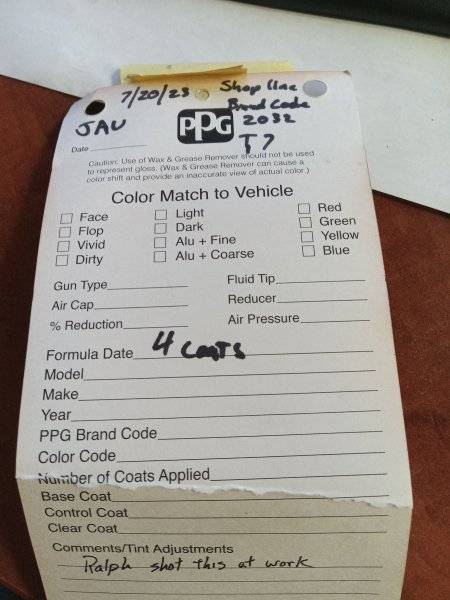 7/20/23 Shop line
Brand Code
JAU PPG 2032
T7
Date
Caution: Use of Wax & Grease Remover should not be used
to represent gloss. (Wax & Grease Remover can cause a
color shift and provide an inaccurate view of actual color.)
Color Match to Vehicle
Face Light Red
Flop Dark Green
Vivid Alu + Fine Yellow
Dirty Alu + Coarse Blue
Gun Type Fluid Tip
Air Cap Reducer
% Reduction Air Pressure
Formula Date 4 Coats
Model
Make
Year
PPG Brand Code
Color Code
Number of Coats Applied
Base Coat
Control Coat
Clear Coat
Comments/Tint Adjustments
Ralph shot this at work